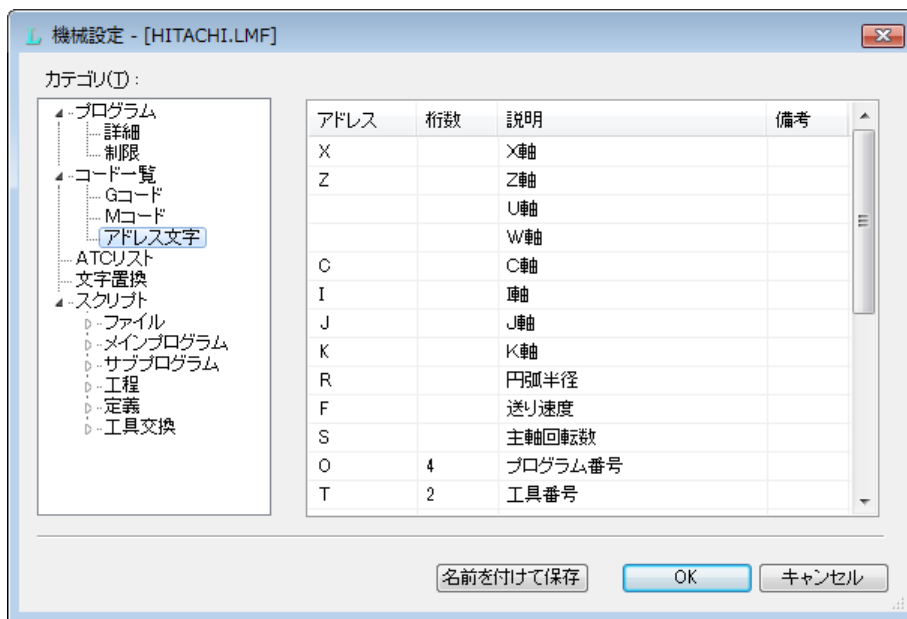 機械設定 - [HITACHI.LMF]
カテゴリ(T):
プログラム
詳細
制限
コード一覧
Gコード
Mコード
アドレス文字
ATCリスト
文字置換
スクリプト
ファイル
メインプログラム
サブプログラム
工程
定義
工具交換
アドレス 桁数 説明 備考
X X軸
Z Z軸
U軸
W軸
C C軸
I I軸
J J軸
K K軸
R 円弧半径
F 送り速度
S 主軸回転数
O 4 プログラム番号
T 2 工具番号
名前を付けて保存 OK キャンセル